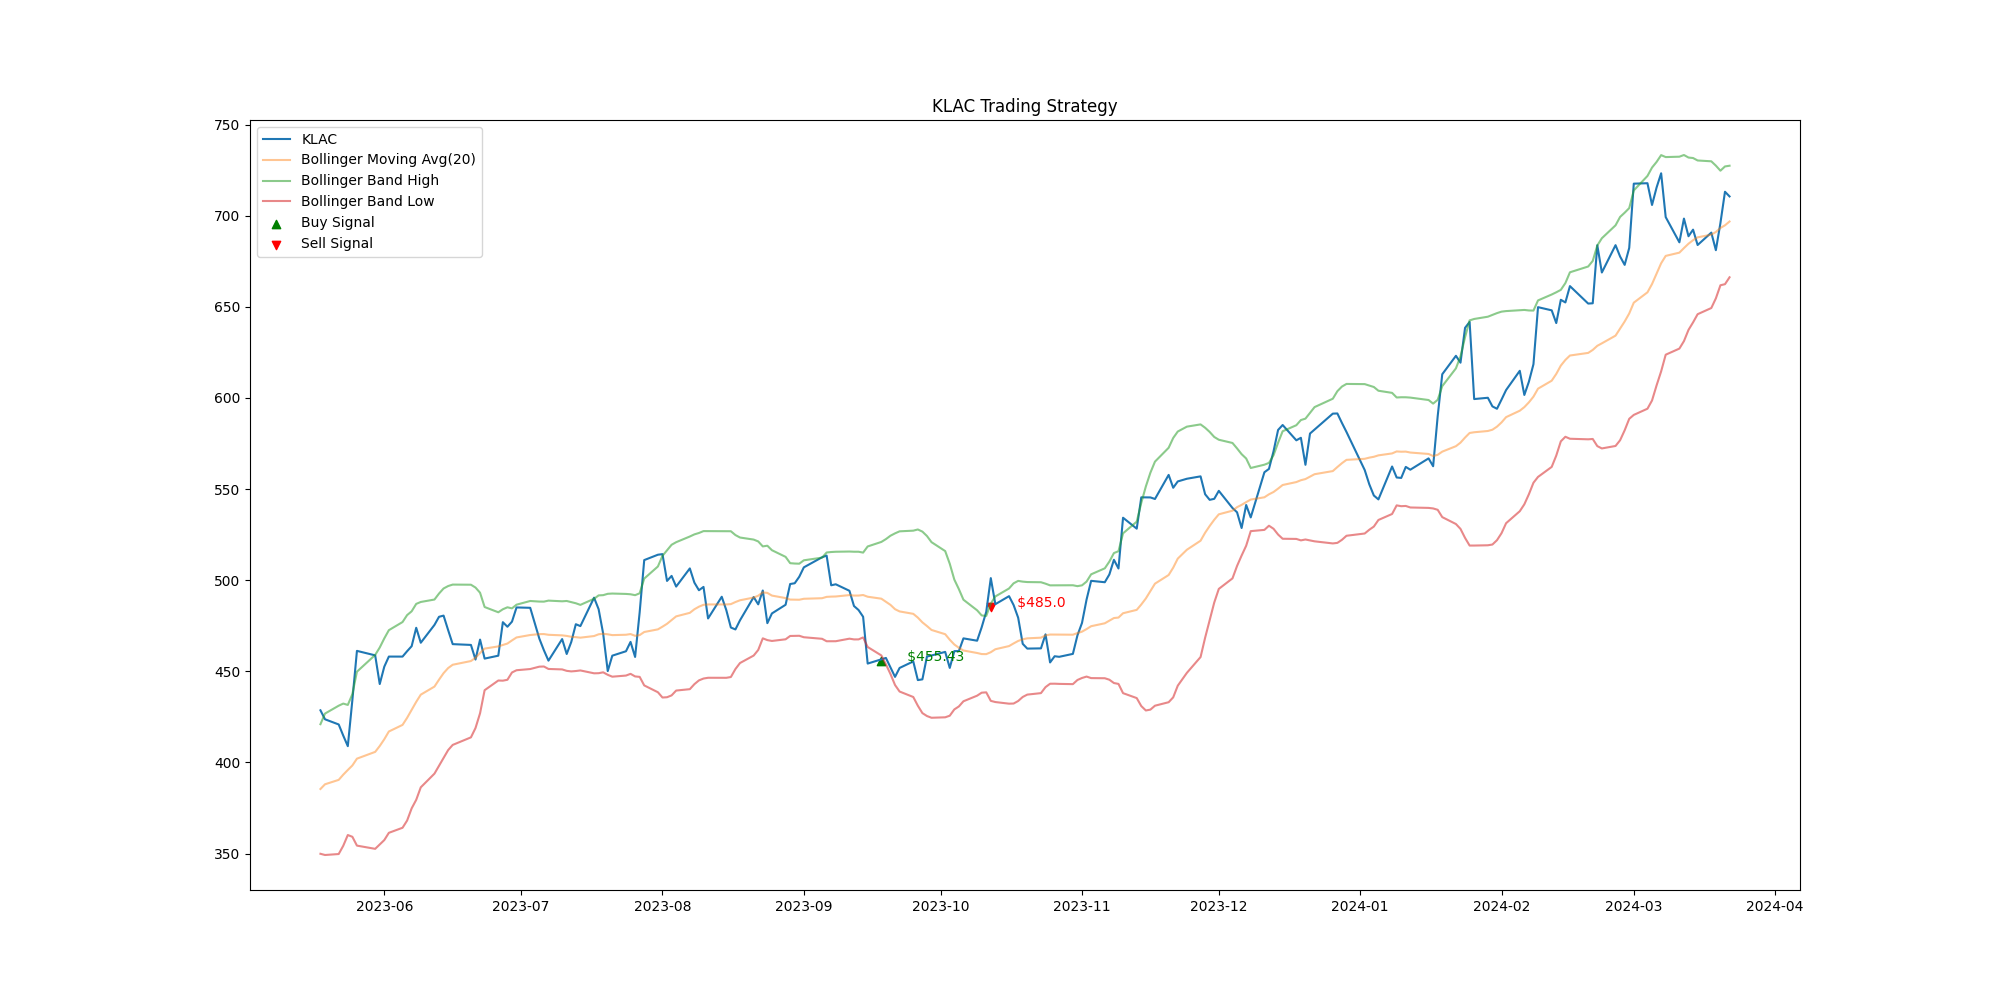 KLAC Trading Strategy
750
700
650
600
550
500
450
400
350
KLAC
Bollinger Moving Avg(20)
Bollinger Band High
Bollinger Band Low
Buy Signal
Sell Signal
$485.0
$455.43
2023-06 2023-07 2023-08 2023-09 2023-10 2023-11 2023-12 2024-01 2024-02 2024-03 2024-04